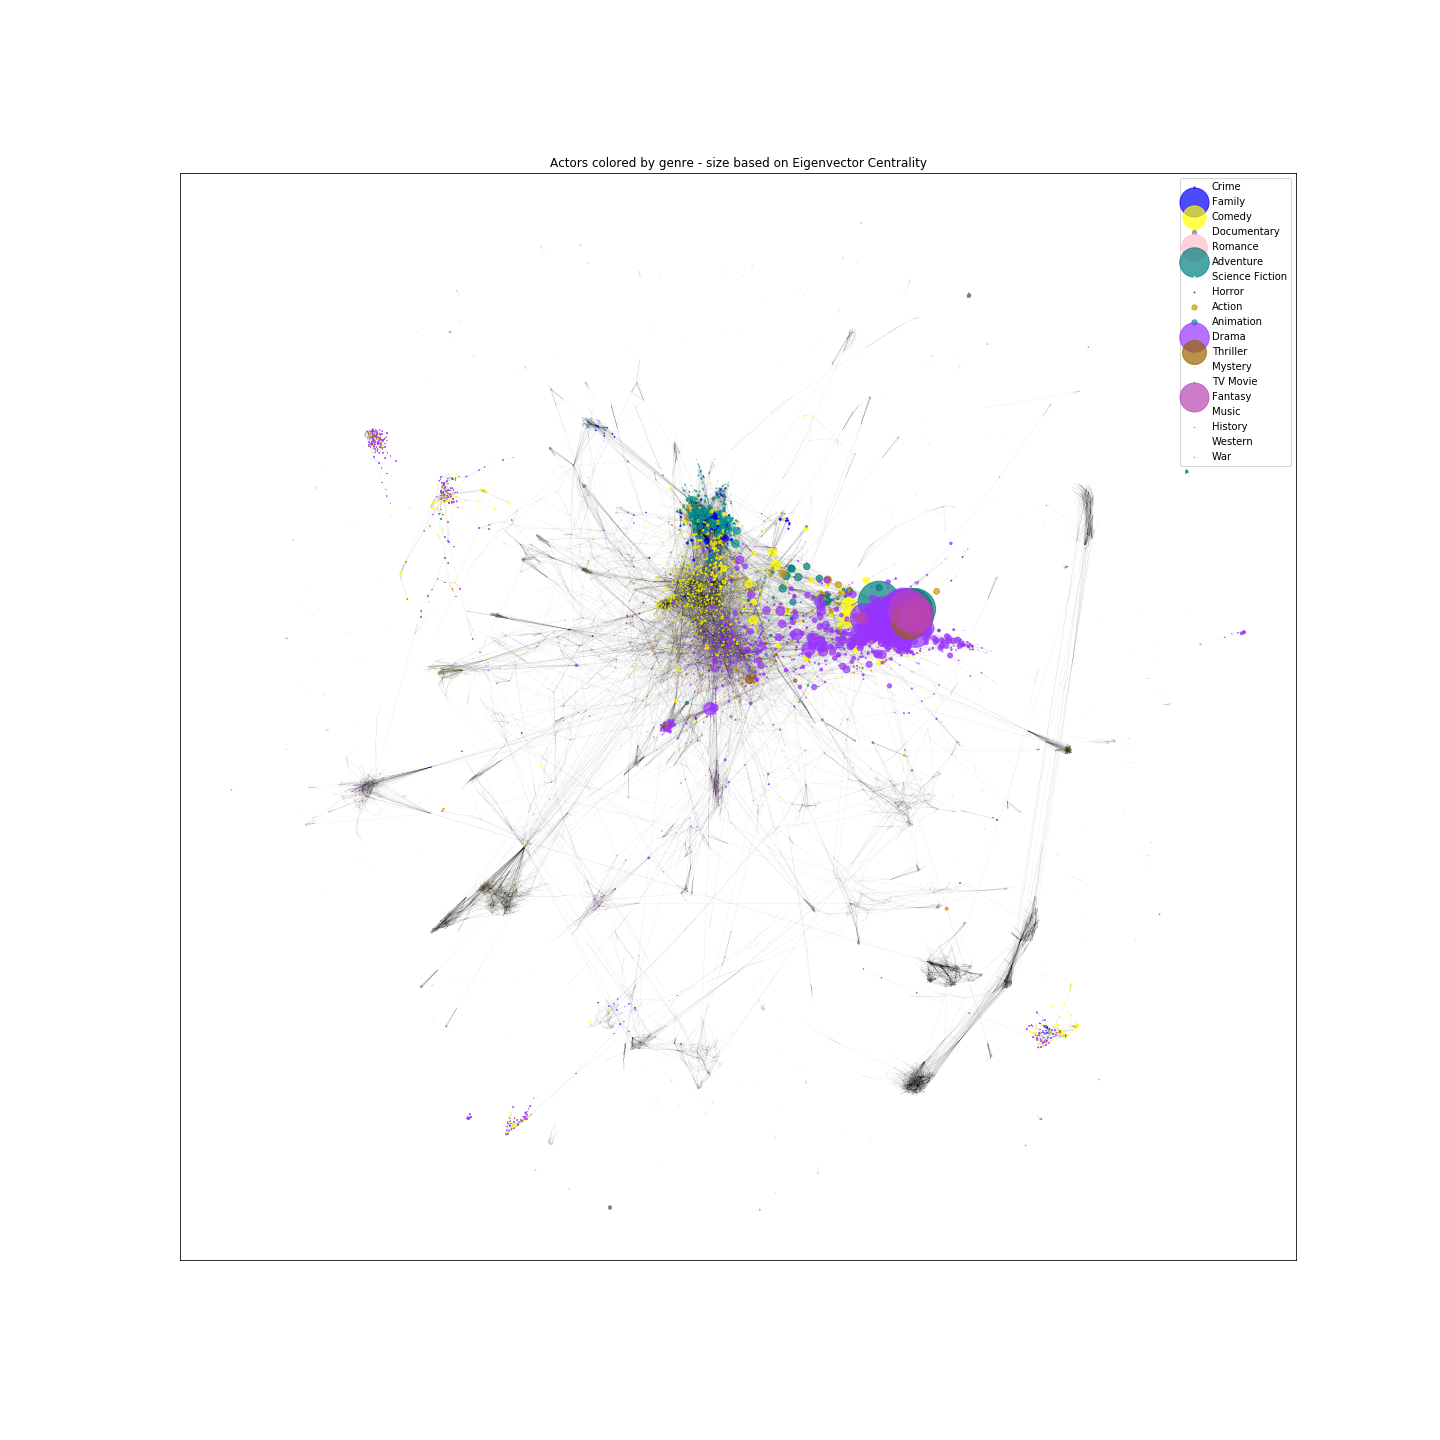 Actors colored by genre - size based on Eigenvector Centrality
Crime
Family
Comedy
Documentary
Romance
Adventure
Science Fiction
Horror
Action
Animation
Drama
Thriller
Mystery
TV Movie
Fantasy
Music
History
Western
War